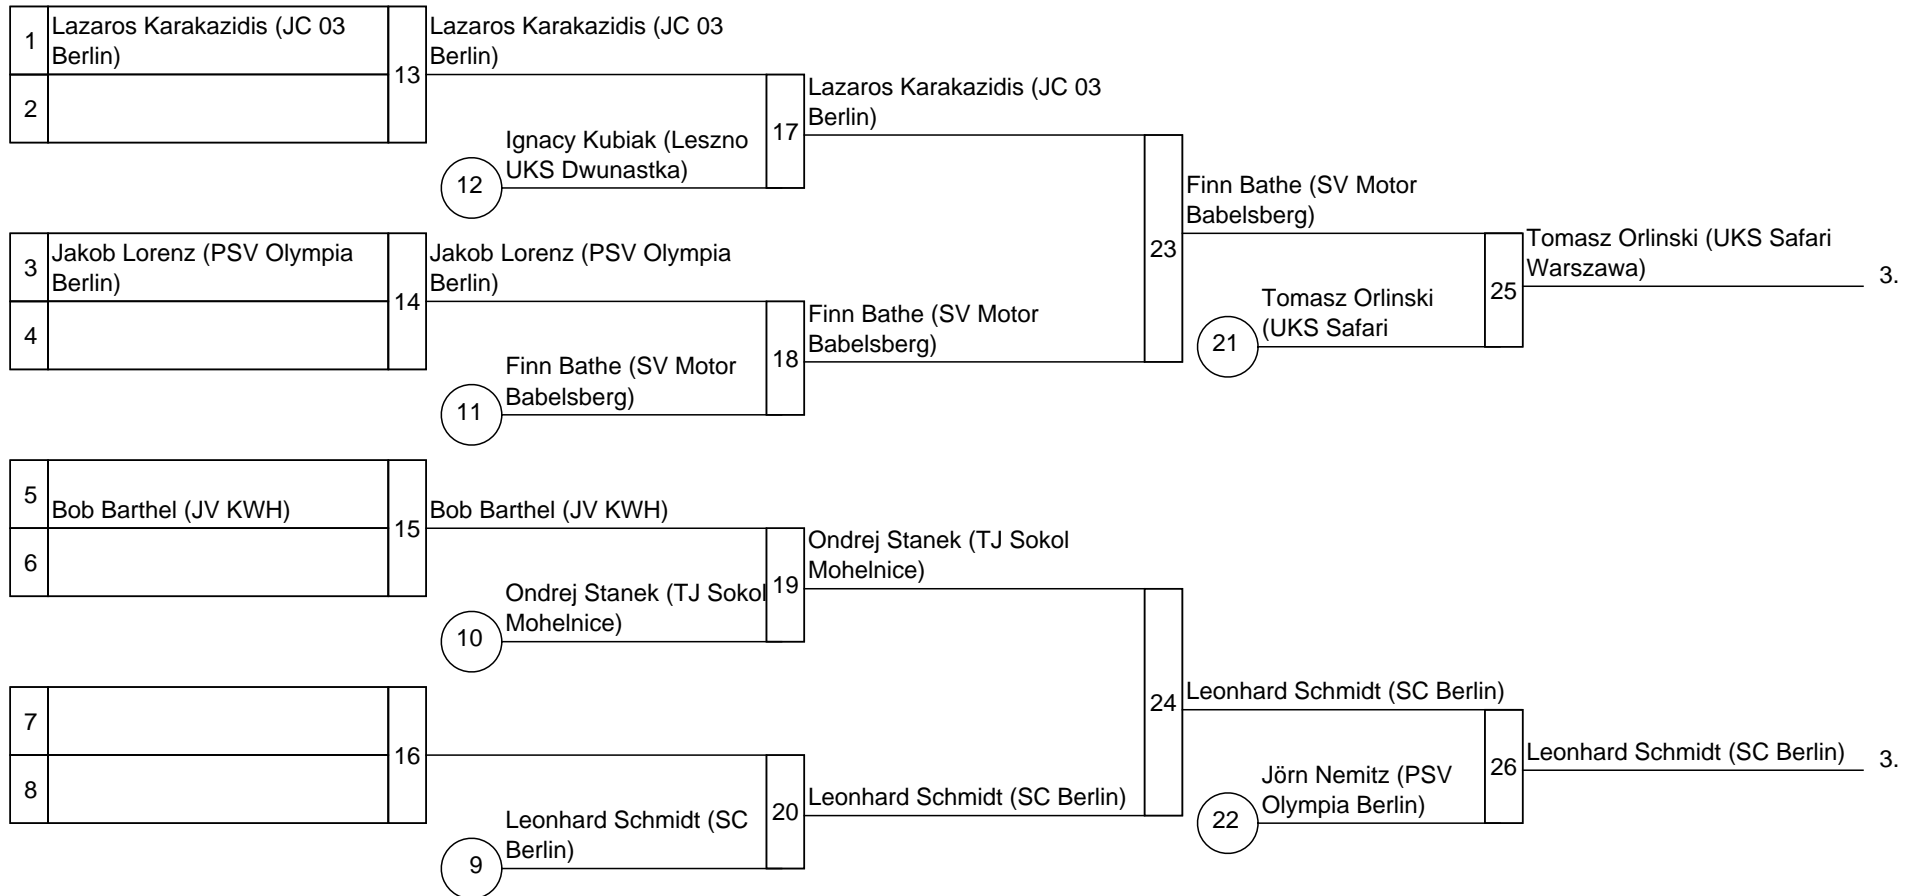 1
Lazaros Karakazidis (JC 03
Berlin)
2
13
Lazaros Karakazidis (JC 03
Berlin)
12
Ignacy Kubiak (Leszno
UKS Dwunastka)
17
Lazaros Karakazidis (JC 03
Berlin)
3
Jakob Lorenz (PSV Olympia
Berlin)
4
14
Jakob Lorenz (PSV Olympia
Berlin)
11
Finn Bathe (SV Motor
Babelsberg)
18
Finn Bathe (SV Motor
Babelsberg)
23
Finn Bathe (SV Motor
Babelsberg)
21
Tomasz Orlinski
(UKS Safari
25
Tomasz Orlinski (UKS Safari
Warszawa)
3.
5
Bob Barthel (JV KWH)
6
15
Bob Barthel (JV KWH)
10
Ondrej Stanek (TJ Sokol
Mohelnice)
19
Ondrej Stanek (TJ Sokol
Mohelnice)
7
8
16
9
Leonhard Schmidt (SC
Berlin)
20
Leonhard Schmidt (SC Berlin)
24
Leonhard Schmidt (SC Berlin)
22
Jörn Nemitz (PSV
Olympia Berlin)
26
Leonhard Schmidt (SC Berlin)
3.